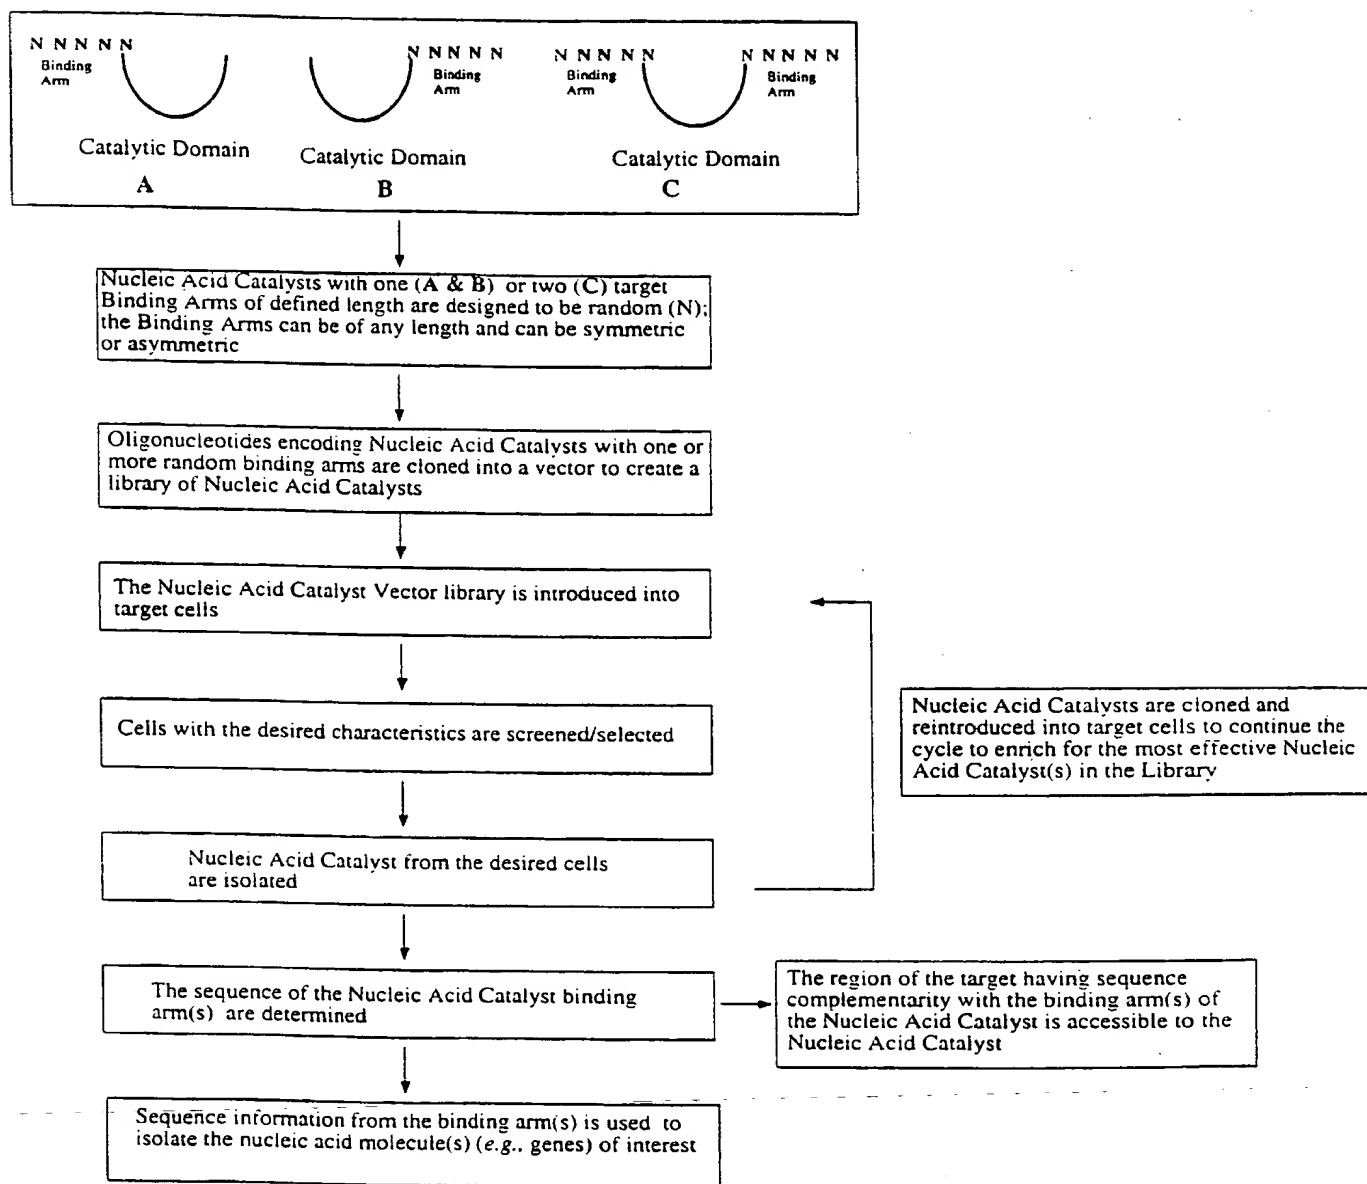 N N N N N
Binding
Arm
Catalytic Domain
A
N N N N N
Binding
Arm
Catalytic Domain
B
N N N N N
Binding
Arm
N N N N N
Binding
Arm
Catalytic Domain
C
Nucleic Acid Catalysts with one (A & B) or two (C) target
Binding Arms of defined length are designed to be random (N);
the Binding Arms can be of any length and can be symmetric
or asymmetric
Oligonucleotides encoding Nucleic Acid Catalysts with one or
more random binding arms are cloned into a vector to create a
library of Nucleic Acid Catalysts
The Nucleic Acid Catalyst Vector library is introduced into
target cells
Cells with the desired characteristics are screened/selected
Nucleic Acid Catalysts are cloned and
reintroduced into target cells to continue the
cycle to enrich for the most effective Nucleic
Acid Catalyst(s) in the Library
Nucleic Acid Catalyst from the desired cells
are isolated
The sequence of the Nucleic Acid Catalyst binding
arm(s) are determined
The region of the target having sequence
complementarity with the binding arm(s) of
the Nucleic Acid Catalyst is accessible to the
Nucleic Acid Catalyst
Sequence information from the binding arm(s) is used to
isolate the nucleic acid molecule(s) (e.g., genes) of interest